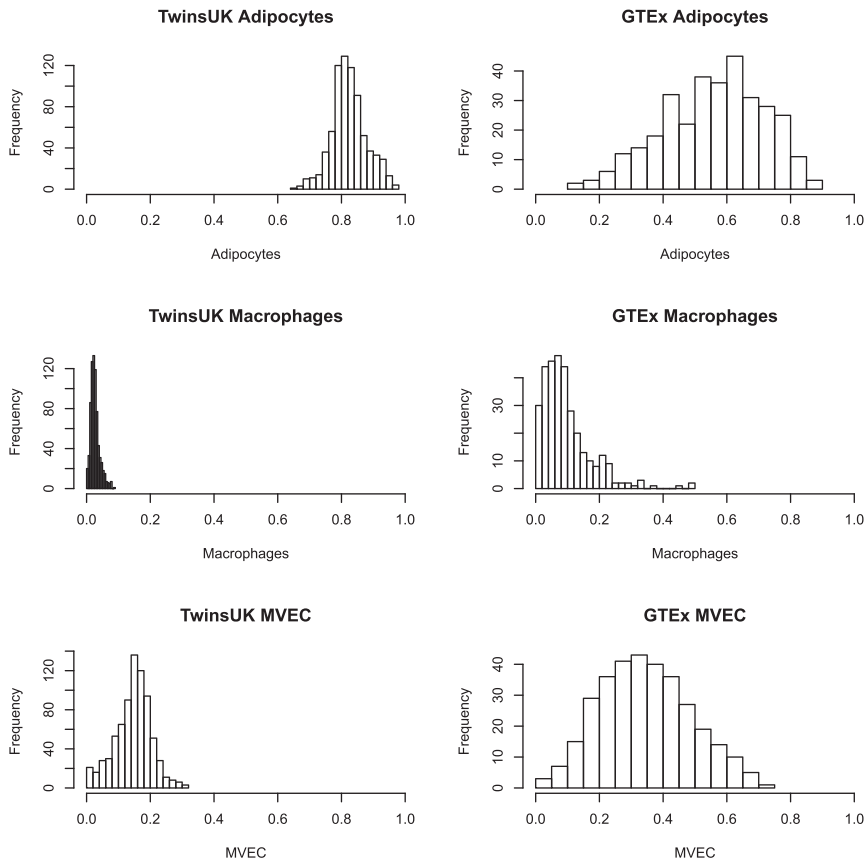 TwinsUK Adipocytes
Frequency
0 40 80 120
0.0 0.2 0.4 0.6 0.8 1.0
Adipocytes
GTEx Adipocytes
Frequency
0 10 20 30 40
0.0 0.2 0.4 0.6 0.8 1.0
Adipocytes
TwinsUK Macrophages
Frequency
0 40 80 120
0.0 0.2 0.4 0.6 0.8 1.0
Macrophages
GTEx Macrophages
Frequency
0 10 30
0.0 0.2 0.4 0.6 0.8 1.0
Macrophages
TwinsUK MVEC
Frequency
0 40 80 120
0.0 0.2 0.4 0.6 0.8 1.0
MVEC
GTEx MVEC
Frequency
0 10 20 30 40
0.0 0.2 0.4 0.6 0.8 1.0
MVEC